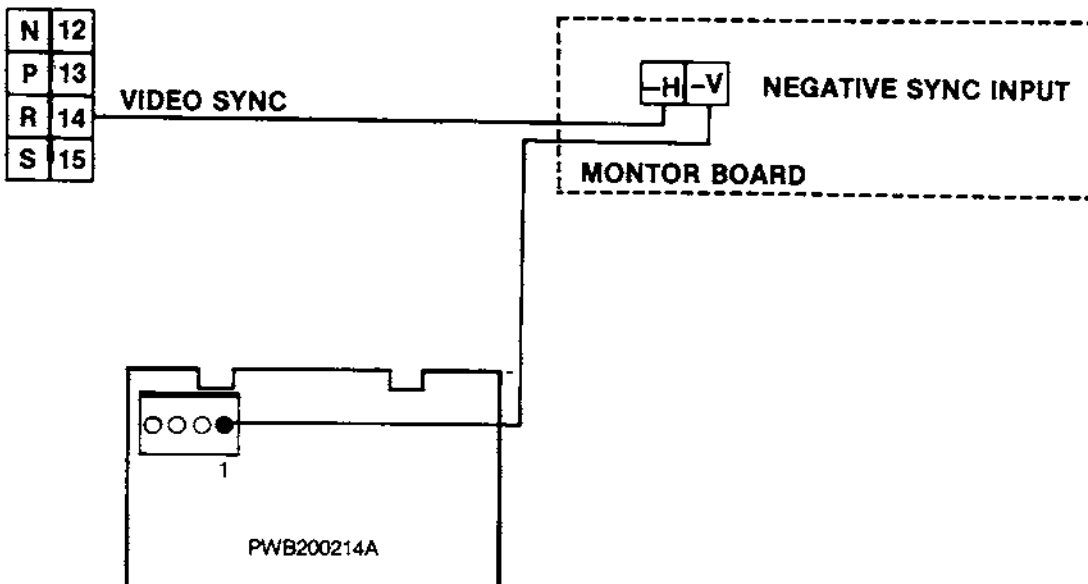 N 12
P 13
R 14
S 15
VIDEO SYNC
-H -V
NEGATIVE SYNC INPUT
MONTOR BOARD
1
PWB200214A